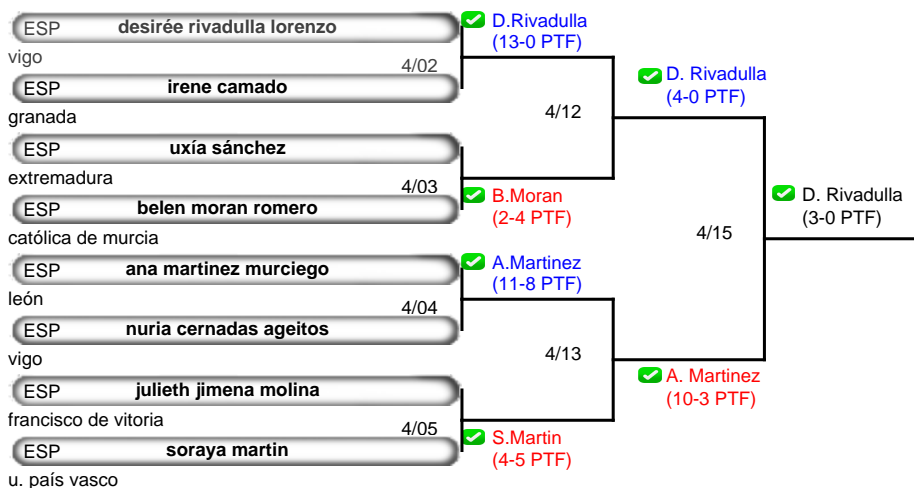 ESP desirée rivadulla lorenzo
vigo
4/02
ESP irene camado
granada
ESP uxía sánchez
extremadura
4/03
ESP belen moran romero
católica de murcia
ESP ana martinez murciego
león
4/04
ESP nuria cernadas ageitos
vigo
ESP julieth jimena molina
francisco de vitoria
4/05
ESP soraya martin
u. país vasco
D.Rivadulla
(13-0 PTF)
4/12
B.Moran
(2-4 PTF)
A.Martinez
(11-8 PTF)
4/13
S.Martin
(4-5 PTF)
D. Rivadulla
(4-0 PTF)
4/15
A. Martinez
(10-3 PTF)
D. Rivadulla
(3-0 PTF)